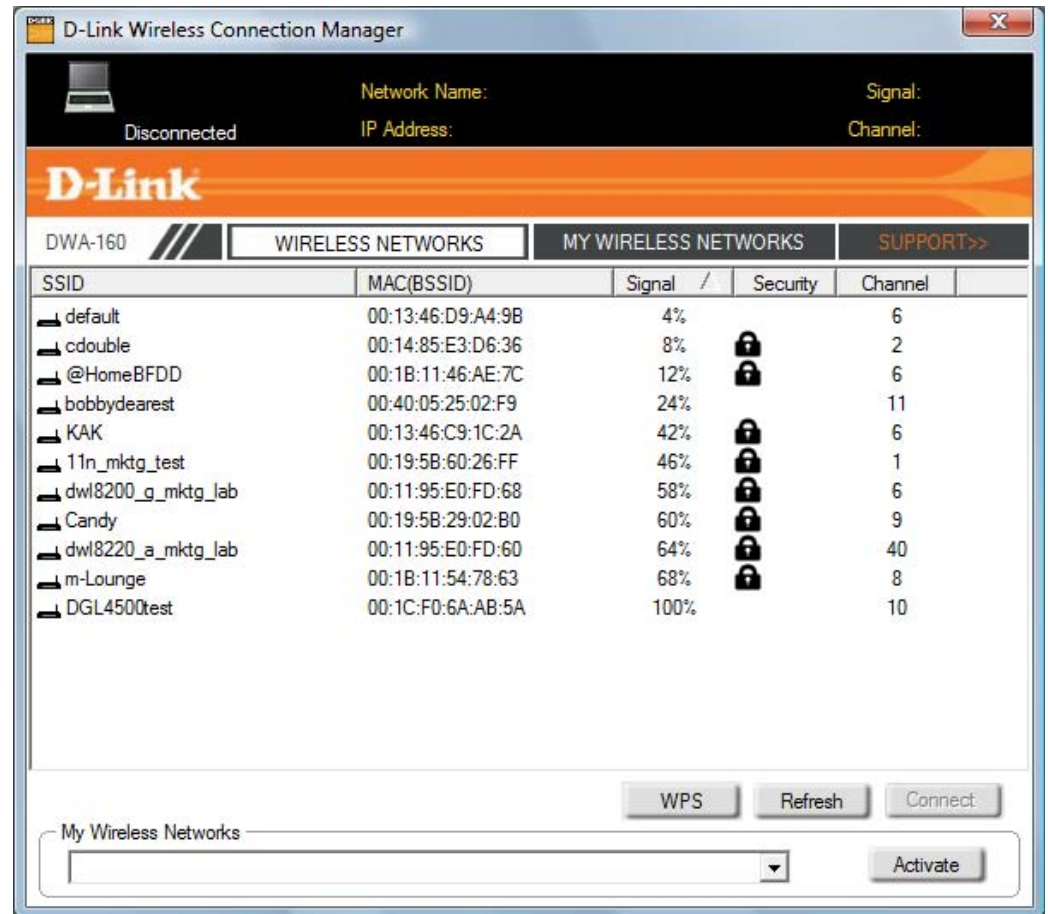 D-Link Wireless Connection Manager
Network Name: Signal:
Disconnected IP Address: Channel:
D-Link
DWA-160 WIRELESS NETWORKS MY WIRELESS NETWORKS SUPPORT>>
SSID MAC(BSSID) Signal / Security Channel
default 00:13:46:D9:A4:9B 4% 6
cdouble 00:14:85:E3:D6:36 8% 2
@HomeBFDD 00:1B:11:46:AE:7C 12% 6
bobbydearest 00:40:05:25:02:F9 24% 11
KAK 00:13:46:C9:1C:2A 42% 6
11n_mktg_test 00:19:5B:60:26:FF 46% 1
dwl8200_g_mktg_lab 00:11:95:E0:FD:68 58% 6
Candy 00:19:5B:29:02:B0 60% 9
dwl8220_a_mktg_lab 00:11:95:E0:FD:60 64% 40
m-Lounge 00:1B:11:54:78:63 68% 8
DGL4500test 00:1C:F0:6A:AB:5A 100% 10
WPS Refresh Connect
My Wireless Networks
Activate